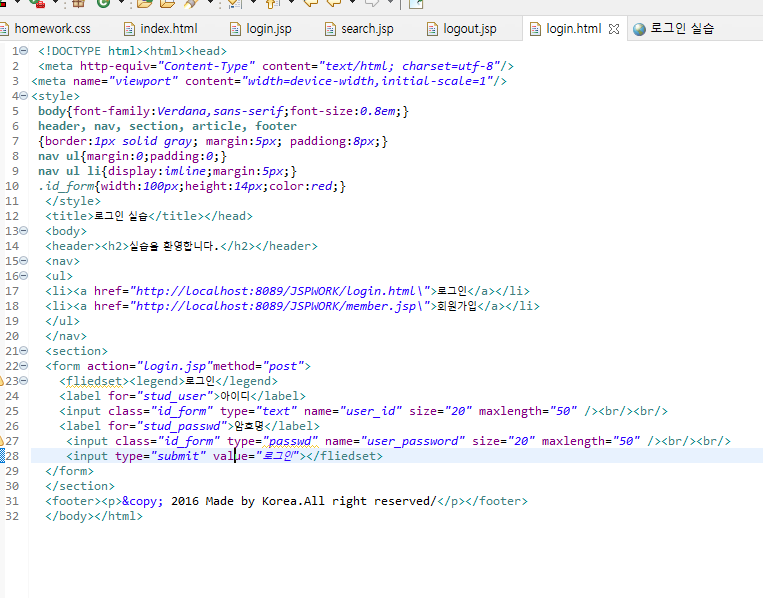 homework.css index.html login.jsp search.jsp logout.jsp login.html 로그인 실습
1 <!DOCTYPE html><html><head>
2 <meta http-equiv="Content-Type" content="text/html; charset=utf-8"/>
3 <meta name="viewport" content="width=device-width,initial-scale=1"/>
4 <style>
5 body{font-family:Verdana,sans-serif;font-size:0.8em;}
6 header, nav, section, article, footer
7 {border:1px solid gray; margin:5px; paddiong:8px;}
8 nav ul{margin:0;padding:0;}
9 nav ul li{display:imline;margin:5px;}
10 .id_form{width:100px;height:14px;color:red;}
11 </style>
12 <title>로그인 실습</title></head>
13 <body>
14 <header><h2>실습을 환영합니다.</h2></header>
15 <nav>
16 <ul>
17 <li><a href="http://localhost:8089/JSPWORK/login.html\">로그인</a></li>
18 <li><a href="http://localhost:8089/JSPWORK/member.jsp\">회원가입</a></li>
19 </ul>
20 </nav>
21 <section>
22 <form action="login.jsp"method="post">
23 <fliedset><legend>로그인</legend>
24 <label for="stud_user">아이디</label>
25 <input class="id_form" type="text" name="user_id" size="20" maxlength="50" /><br/><br/>
26 <label for="stud_passwd">암호명</label>
27 <input class="id_form" type="passwd" name="user_password" size="20" maxlength="50" /><br/><br/>
28 <input type="submit" value="로그인"></fliedset>
29 </form>
30 </section>
31 <footer><p>&copy; 2016 Made by Korea.All right reserved/</p></footer>
32 </body></html>